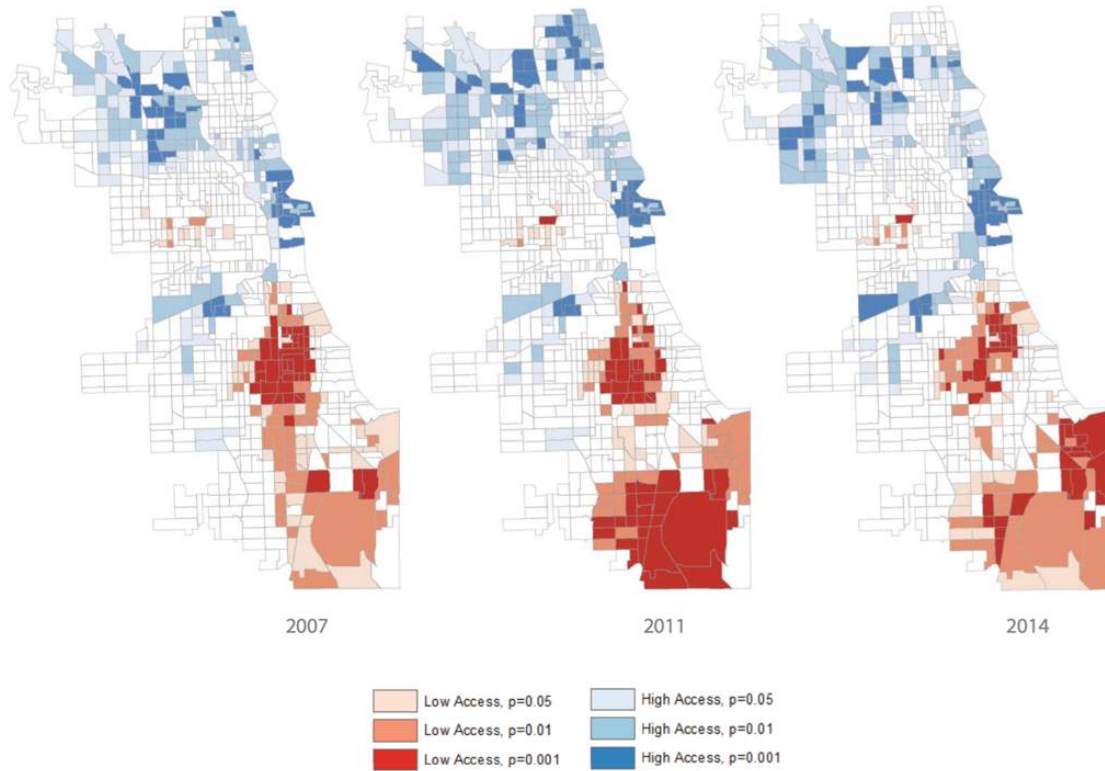 2007 2011 2014
Low Access, p=0.05 High Access, p=0.05
Low Access, p=0.01 High Access, p=0.01
Low Access, p=0.001 High Access, p=0.001